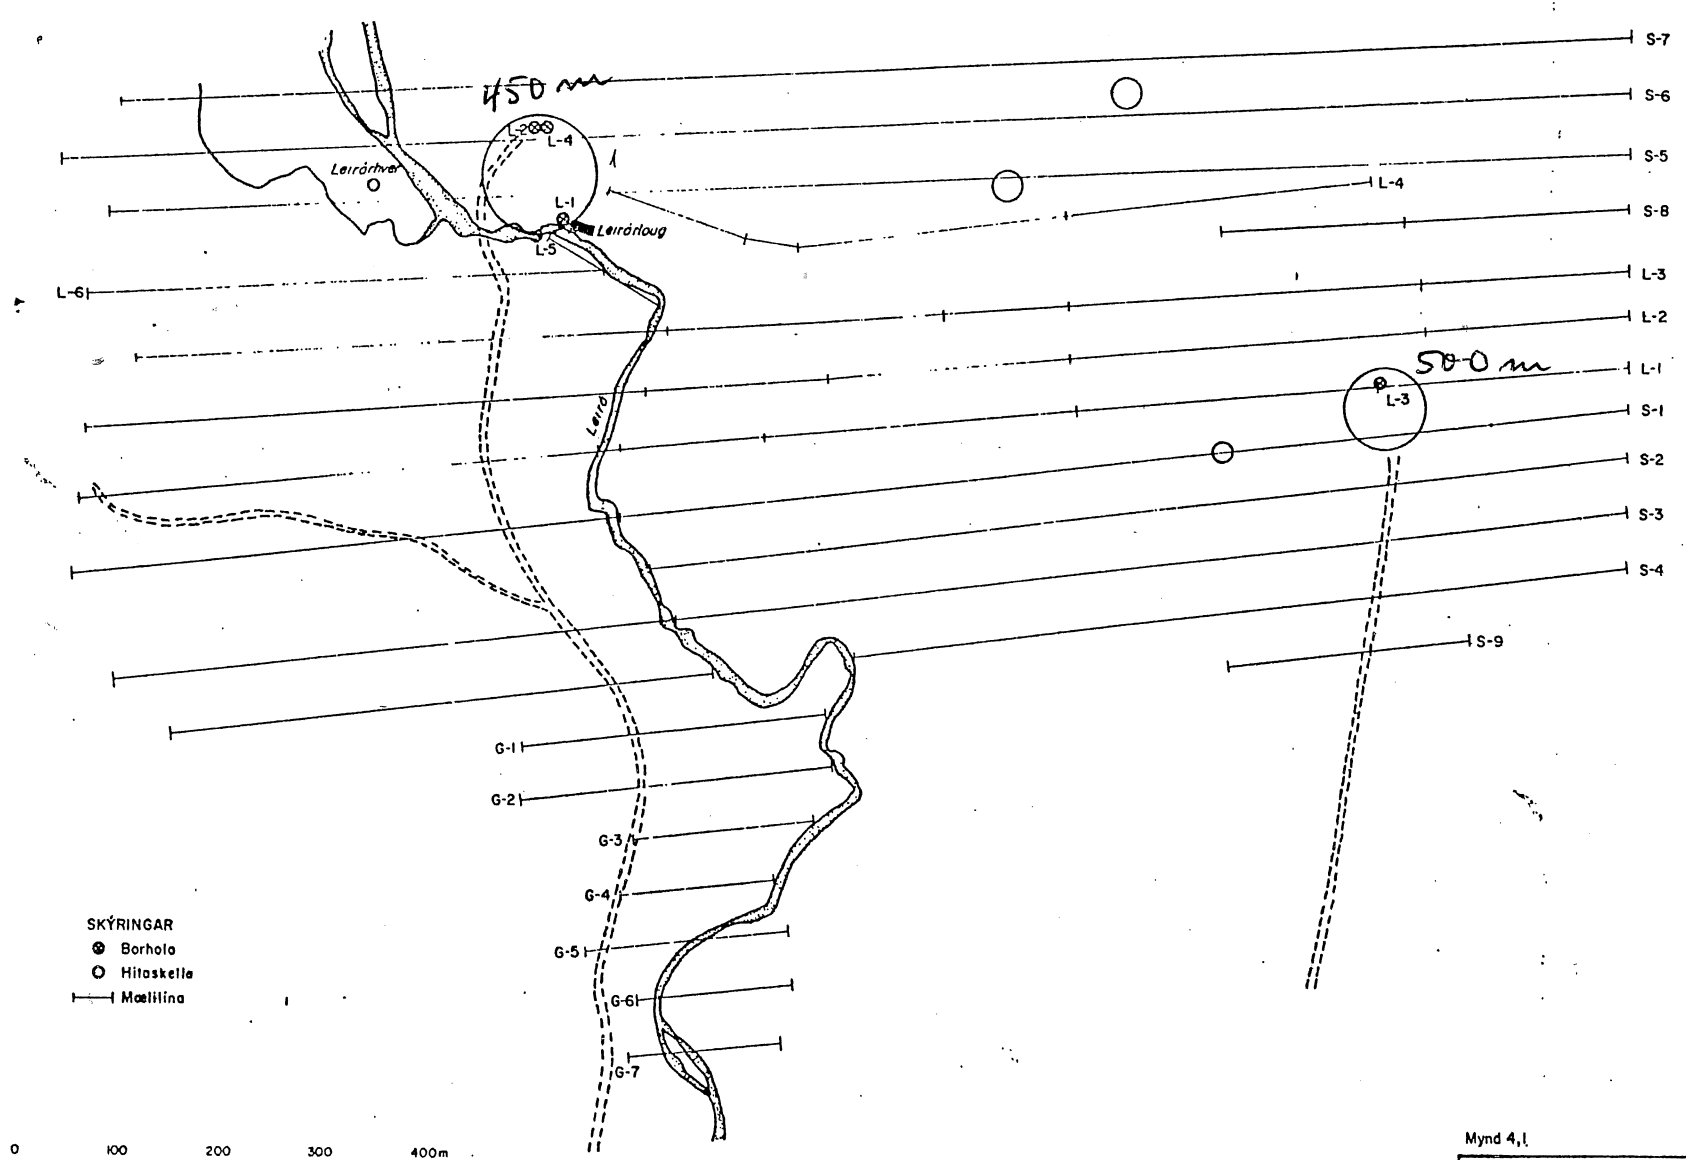 S-7
450 m
S-6
L-2
L-4
S-5
Leirárhver
L-4
L-1
S-8
Leirárlaug
L-5
L-6
L-3
L-2
500 m
L-1
L-3
S-1
Leirá
S-2
S-3
S-4
S-9
G-1
G-2
G-3
G-4
SKÝRINGAR
Borhola
G-5
Hitaskella
Mælilína
G-6
G-7
0 100 200 300 400m
Mynd 4,1